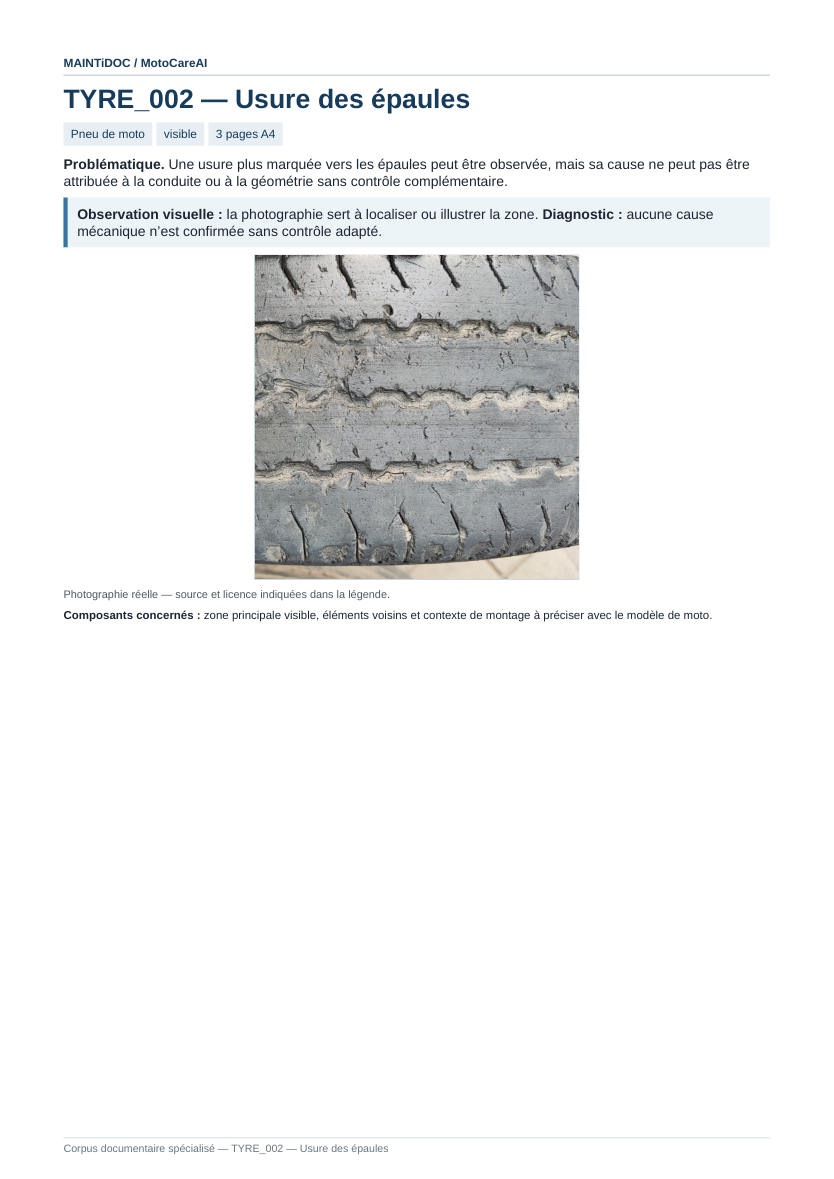 MAINTiDOC / MotoCareAI
TYRE_002 — Usure des épaules
Pneu de moto visible 3 pages A4
Problématique. Une usure plus marquée vers les épaules peut être observée, mais sa cause ne peut pas être
attribuée à la conduite ou à la géométrie sans contrôle complémentaire.
Observation visuelle : la photographie sert à localiser ou illustrer la zone. Diagnostic : aucune cause
mécanique n’est confirmée sans contrôle adapté.
Photographie réelle — source et licence indiquées dans la légende.
Composants concernés : zone principale visible, éléments voisins et contexte de montage à préciser avec le modèle de moto.
Corpus documentaire spécialisé — TYRE_002 — Usure des épaules